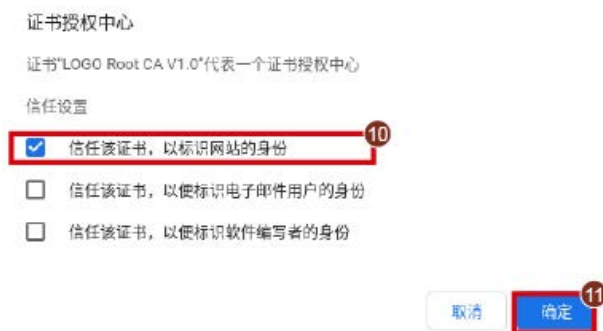 证书授权中心
证书"LOGO Root CA V1.0"代表一个证书授权中心
信任设置
10
信任该证书，以标识网站的身份
信任该证书，以便标识电子邮件用户的身份
信任该证书，以便标识软件编写者的身份
11
取消 确定